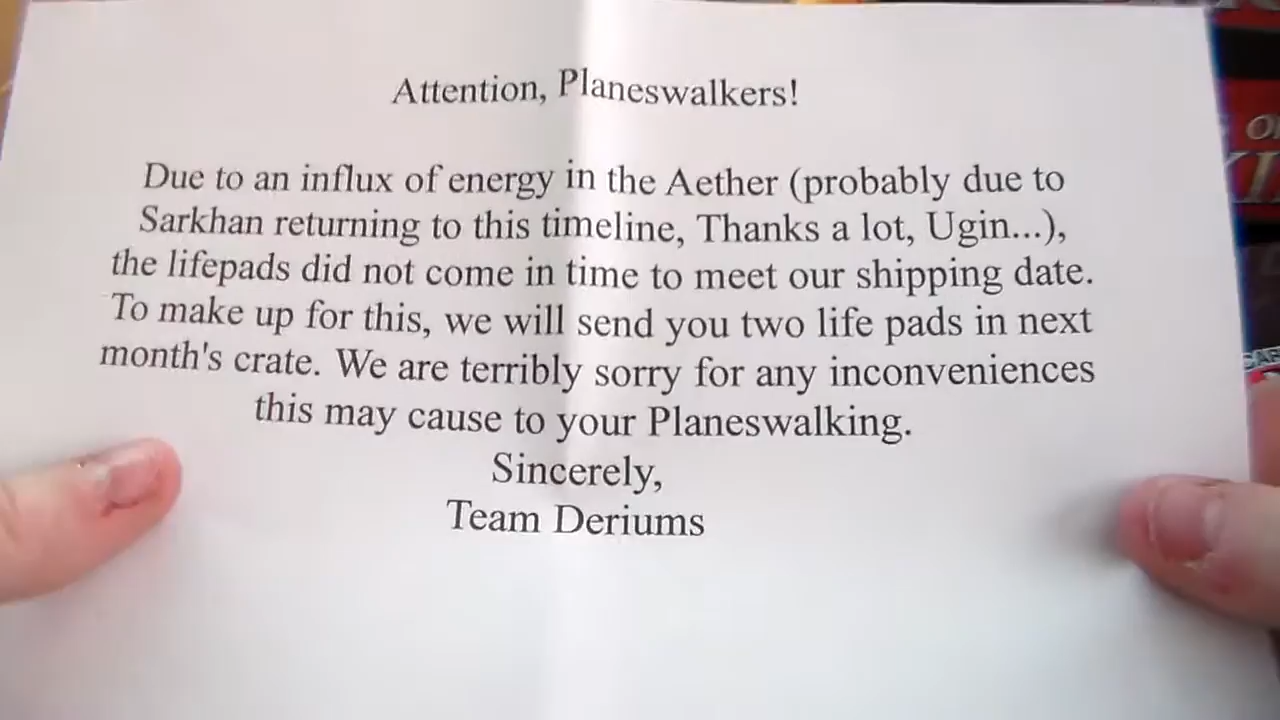 Attention, Planeswalkers!
Due to an influx of energy in the Aether (probably due to
Sarkhan returning to this timeline, Thanks a lot, Ugin...),
the lifepads did not come in time to meet our shipping date.
To make up for this, we will send you two life pads in next
month's crate. We are terribly sorry for any inconveniences
this may cause to your Planeswalking.
Sincerely,
Team Deriums